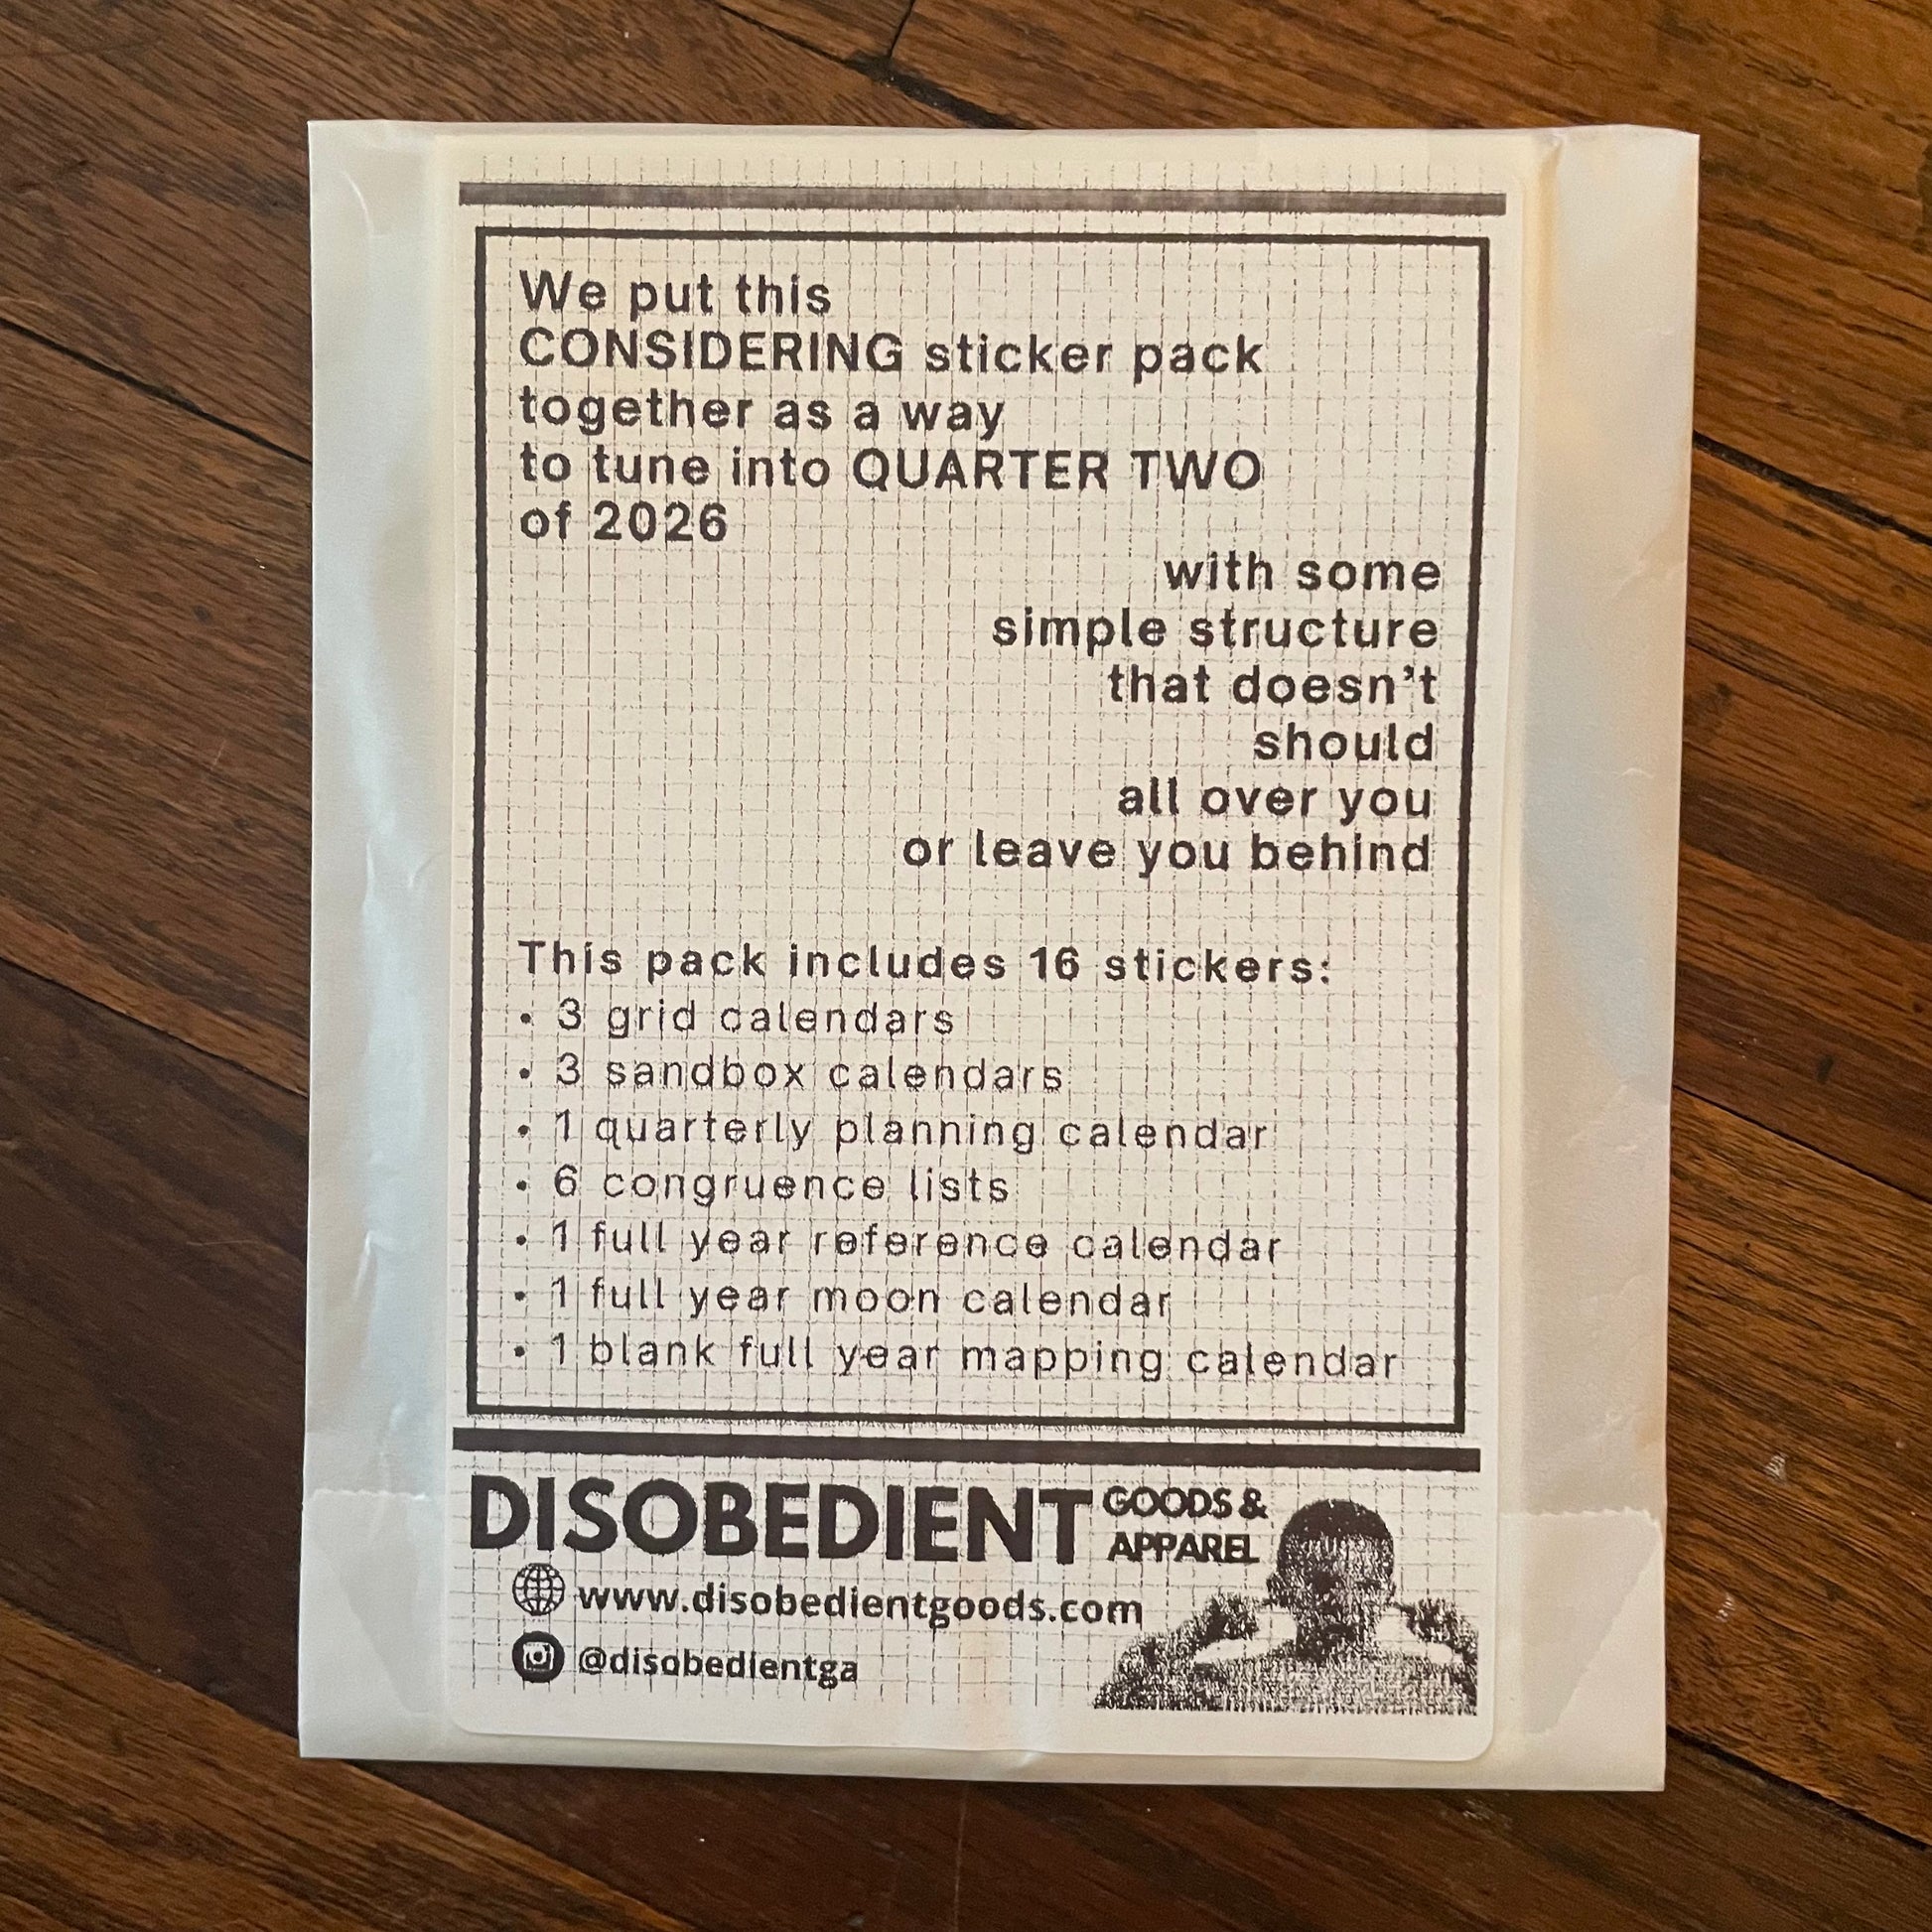 We put this
CONSIDERING sticker pack
together as a way
to tune into QUARTER TWO
of 2026
with some
simple structure
that doesn't
should
all over you
or leave you behind
This pack includes 16 stickers:
• 3 grid calendars
• 3 sandbox calendars
• 1 quarterly planning calendar
• 6 congruence lists
• 1 full year reference calendar
• 1 full year moon calendar
• 1 blank full year mapping calendar
DISOBEDIENT GOODS &
APPAREL
www.disobedientgoods.com
@disobedientga